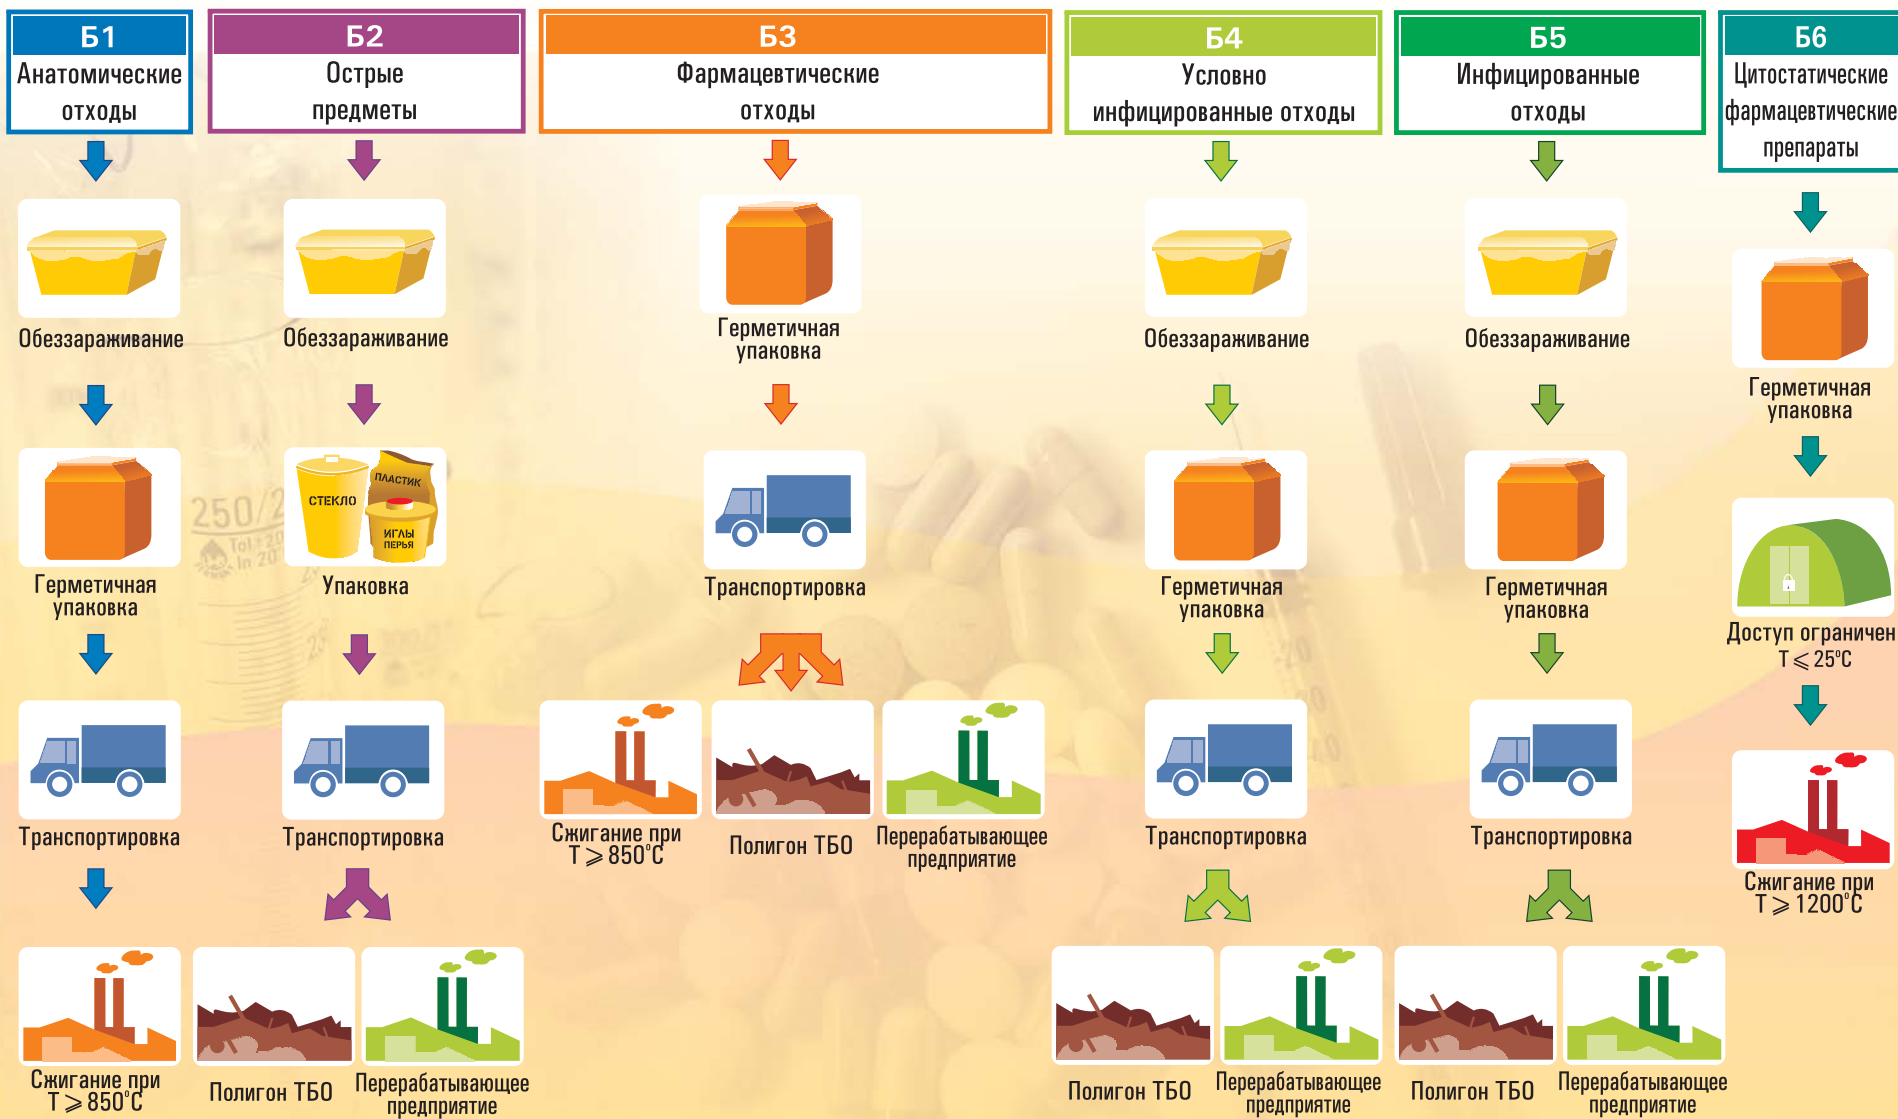 Б1
Анатомические
отходы
Обеззараживание
Герметичная
упаковка
Транспортировка
Сжигание при
T ⩾ 850°C
Б2
Острые
предметы
Обеззараживание
СТЕКЛО
ПЛАСТИК
ИГЛЫ
ПЕРЬЯ
Упаковка
Транспортировка
Полигон ТБО
Перерабатывающее
предприятие
Б3
Фармацевтические
отходы
Герметичная
упаковка
Транспортировка
Сжигание при
T ⩾ 850°C
Полигон ТБО
Перерабатывающее
предприятие
Б4
Условно
инфицированные отходы
Обеззараживание
Герметичная
упаковка
Транспортировка
Полигон ТБО
Перерабатывающее
предприятие
Б5
Инфицированные
отходы
Обеззараживание
Герметичная
упаковка
Транспортировка
Полигон ТБО
Перерабатывающее
предприятие
Б6
Цитостатические
фармацевтические
препараты
Герметичная
упаковка
Доступ ограничен
T ⩽ 25°C
Сжигание при
T ⩾ 1200°C